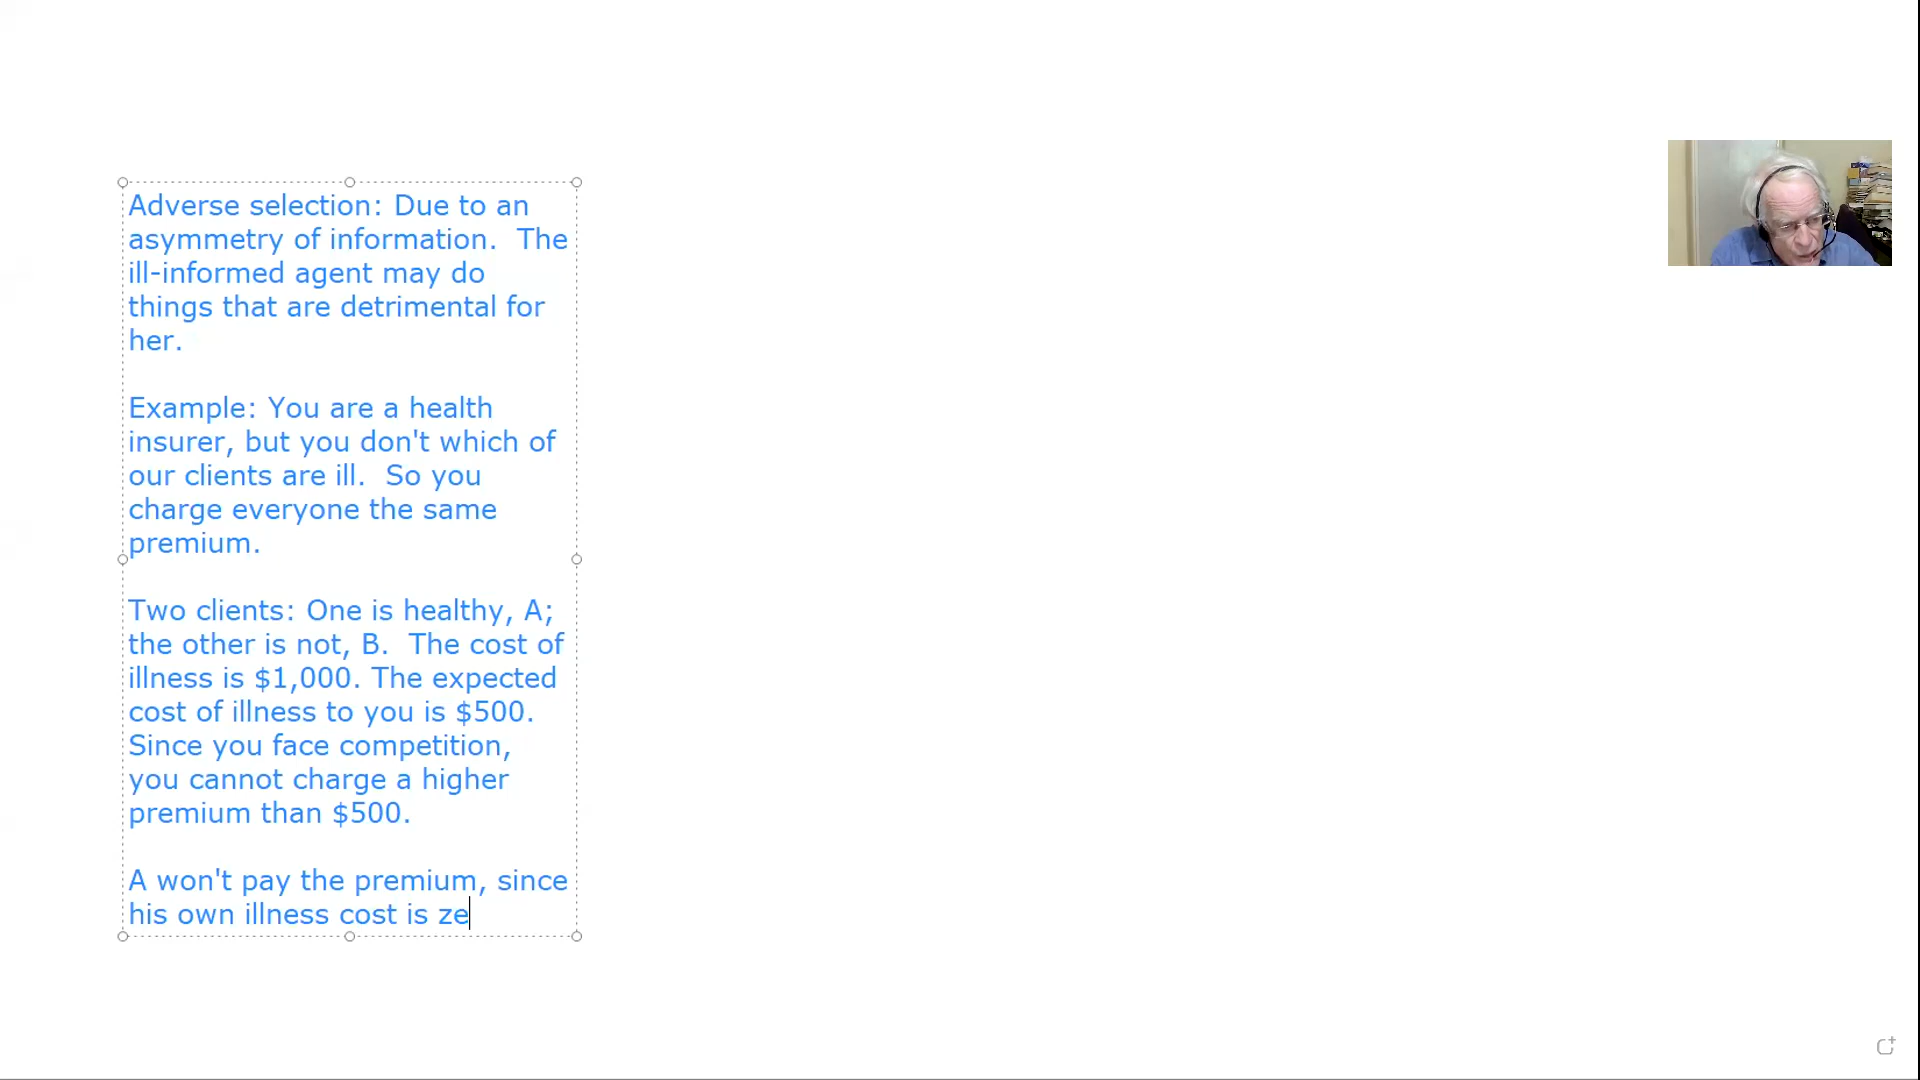 Adverse selection: Due to an
asymmetry of information.  The
ill-informed agent may do
things that are detrimental for
her.
Example: You are a health
insurer, but you don't which of
our clients are ill.  So you
charge everyone the same
premium.
Two clients: One is healthy, A;
the other is not, B.  The cost of
illness is $1,000. The expected
cost of illness to you is $500.
Since you face competition,
you cannot charge a higher
premium than $500.
A won't pay the premium, since
his own illness cost is ze